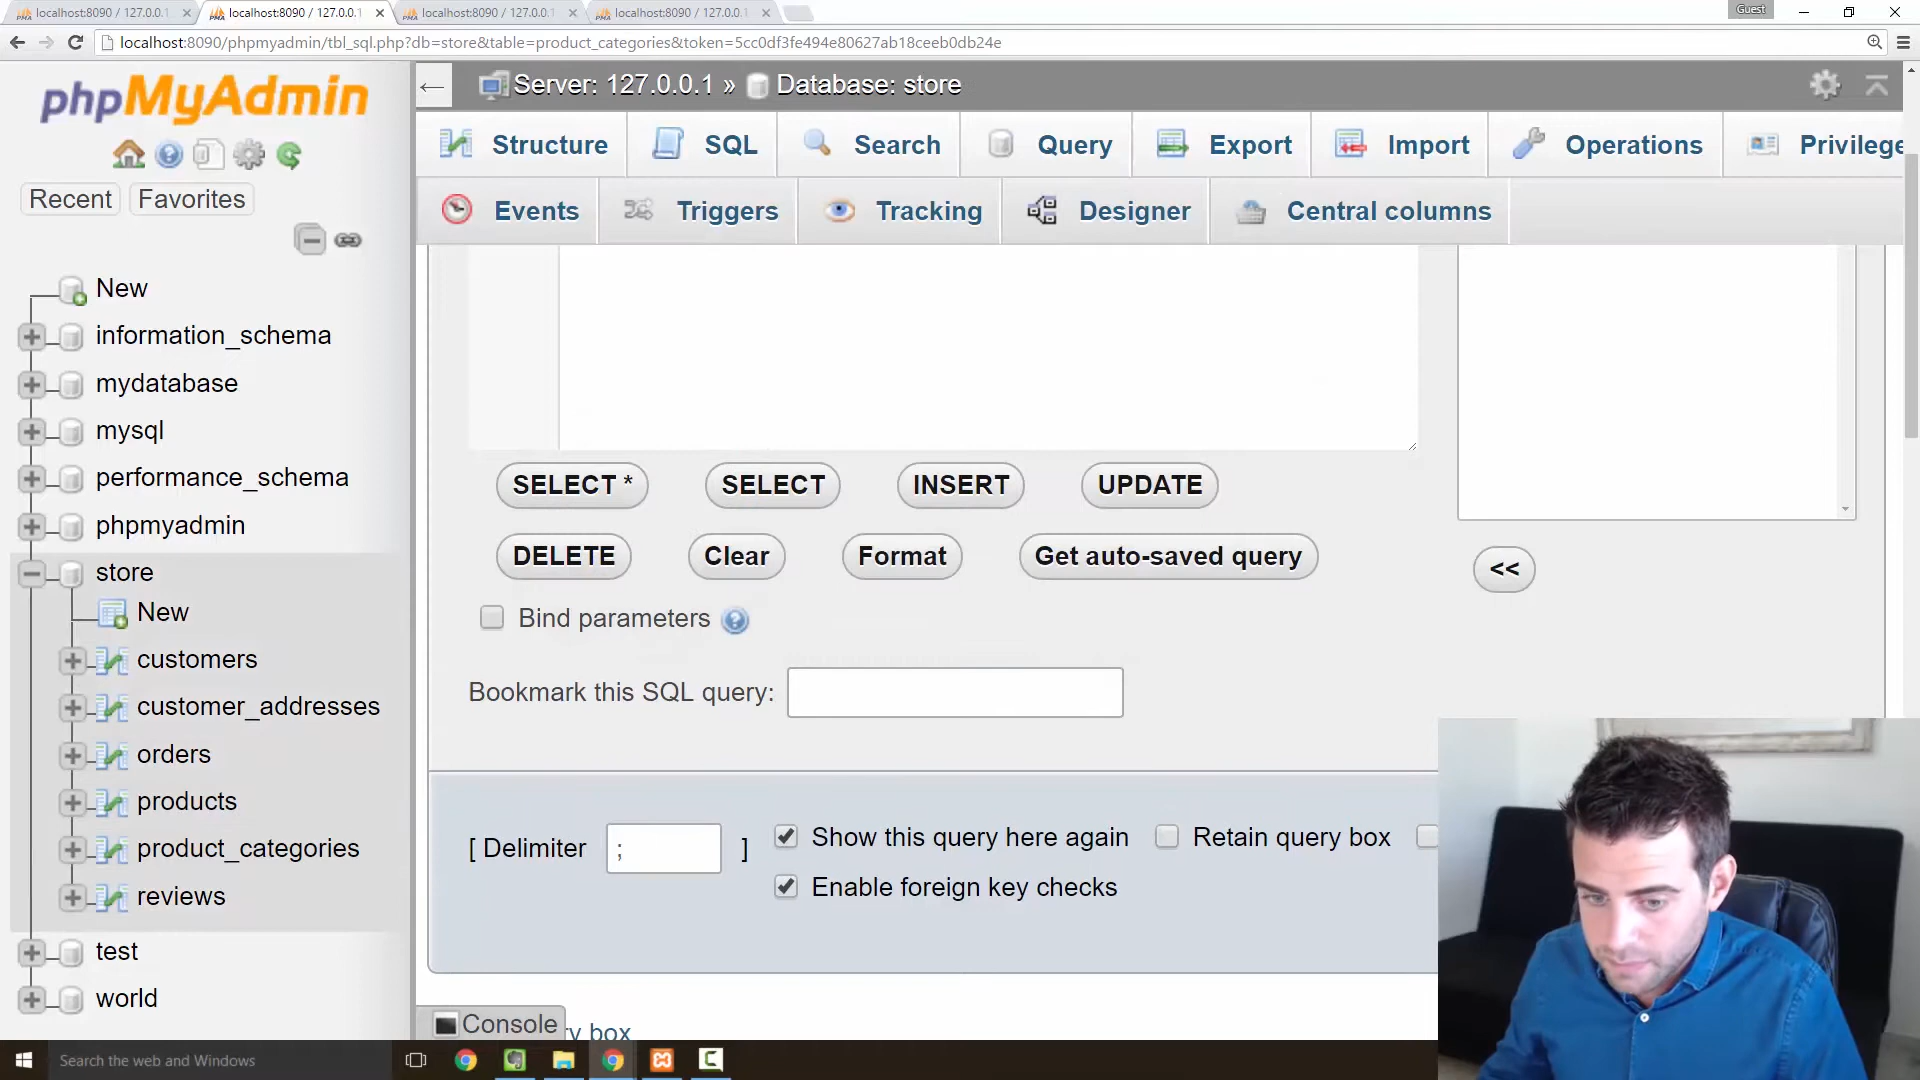 localhost:8090 / 127.0.0.1
localhost:8090 / 127.0.0.1
localhost:8090 / 127.0.0.1
localhost:8090 / 127.0.0.1
Guest
localhost:8090/phpmyadmin/tbl_sql.php?db=store&table=product_categories&token=5cc0df3fe494e80627ab18ceeb0db24e
phpMyAdmin
Recent
Favorites
New
information_schema
mydatabase
mysql
performance_schema
phpmyadmin
store
New
customers
customer_addresses
orders
products
product_categories
reviews
test
world
Server: 127.0.0.1 » Database: store
Structure
SQL
Search
Query
Export
Import
Operations
Privilege
Events
Triggers
Tracking
Designer
Central columns
SELECT *
SELECT
INSERT
UPDATE
DELETE
Clear
Format
Get auto-saved query
<<
Bind parameters
Bookmark this SQL query:
[ Delimiter ; ]
Show this query here again
Retain query box
Enable foreign key checks
Console
ry box
Search the web and Windows